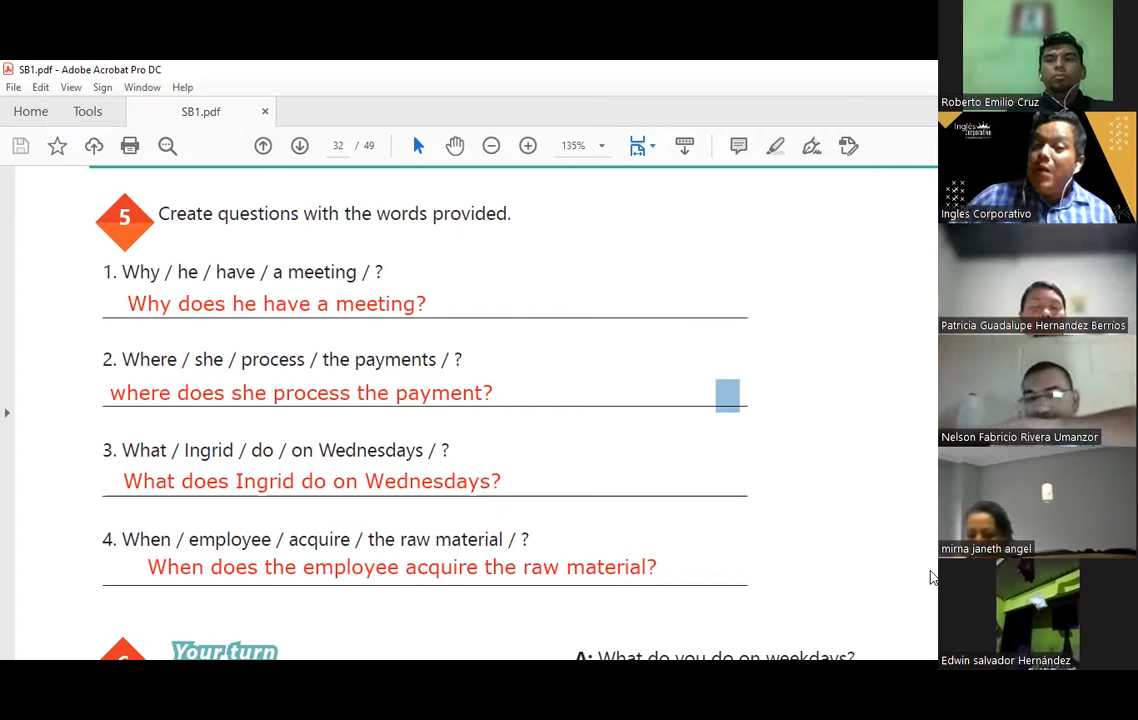 SB1.pdf - Adobe Acrobat Pro DC
File Edit View Sign Window Help
Home Tools SB1.pdf ×
32 / 49 135%
5 Create questions with the words provided.
1. Why / he / have / a meeting / ?
Why does he have a meeting?
2. Where / she / process / the payments / ?
where does she process the payment?
3. What / Ingrid / do / on Wednesdays / ?
What does Ingrid do on Wednesdays?
4. When / employee / acquire / the raw material / ?
When does the employee acquire the raw material?
Your turn
A: What do you do on weekdays?
Roberto Emilio Cruz
Inglés
Corporativo
Ingles Corporativo
Patricia Guadalupe Hernandez Berríos
Nelson Fabricio Rivera Umanzor
mirna janeth angel
Edwin salvador Hernández